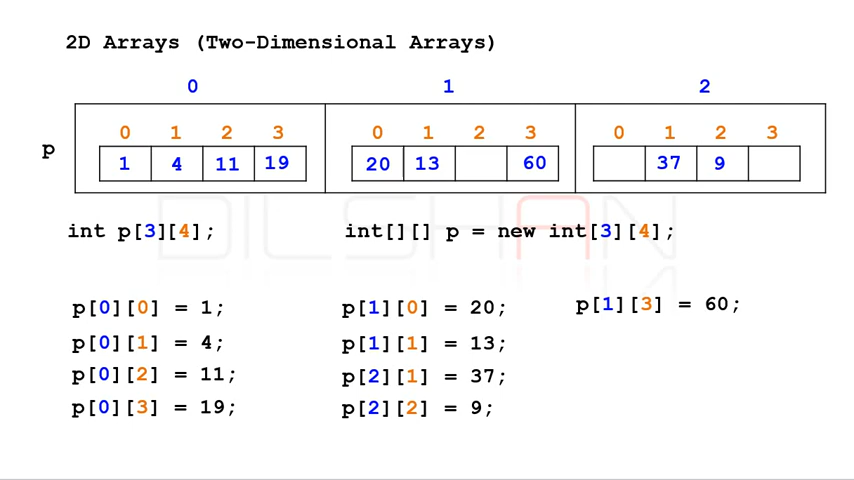 2D Arrays (Two-Dimensional Arrays)
0 1 2
0 1 2 3 0 1 2 3 0 1 2 3
p 1 4 11 19 20 13 60 37 9
DILSHAN
int p[3][4]; int[][] p = new int[3][4];
p[0][0] = 1; p[1][0] = 20; p[1][3] = 60;
p[0][1] = 4; p[1][1] = 13;
p[0][2] = 11; p[2][1] = 37;
p[0][3] = 19; p[2][2] = 9;